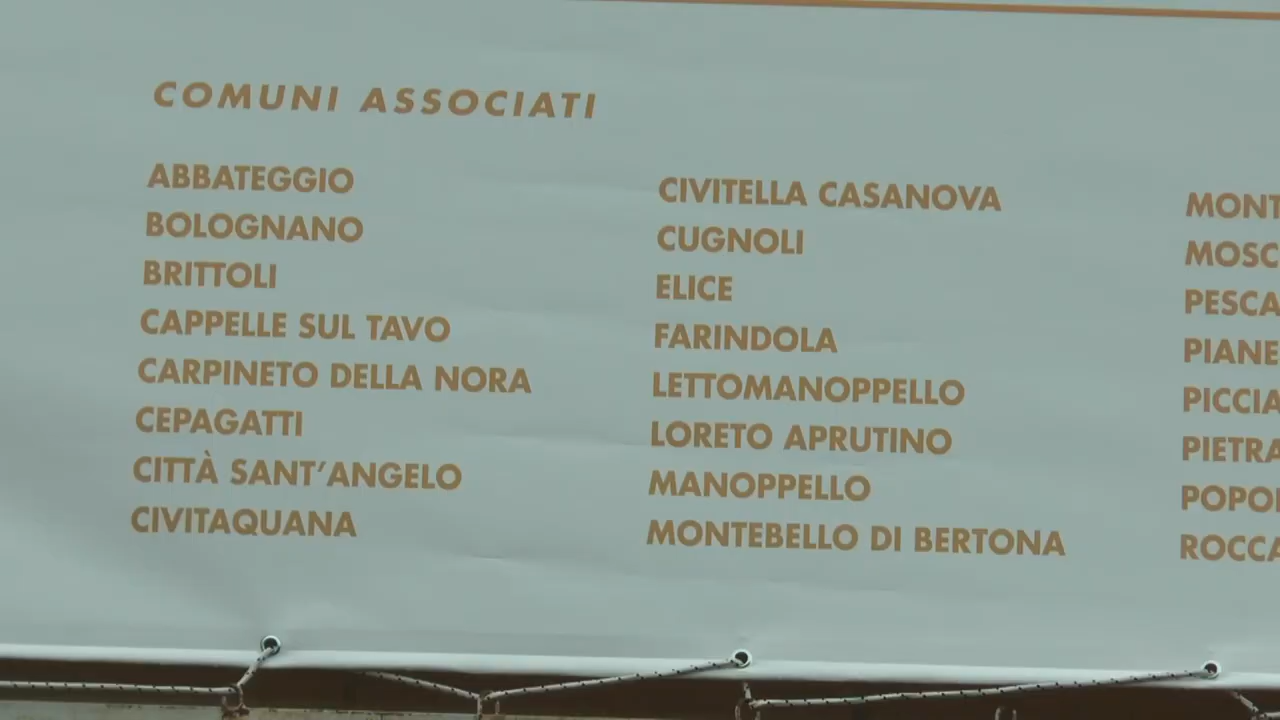 COMUNI ASSOCIATI
ABBATEGGIO
BOLOGNANO
BRITTOLI
CAPPELLE SUL TAVO
CARPINETO DELLA NORA
CEPAGATTI
CITTÀ SANT'ANGELO
CIVITAQUANA
CIVITELLA CASANOVA
CUGNOLI
ELICE
FARINDOLA
LETTOMANOPPELLO
LORETO APRUTINO
MANOPPELLO
MONTEBELLO DI BERTONA
MONT
MOSC
PESCA
PIANE
PICCIA
PIETRA
POPOL
ROCCA